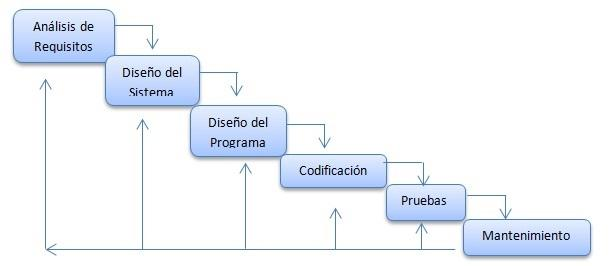 Análisis de
Requisitos
Diseño del
Sistema
Diseño del
Programa
Codificación
Pruebas
Mantenimiento